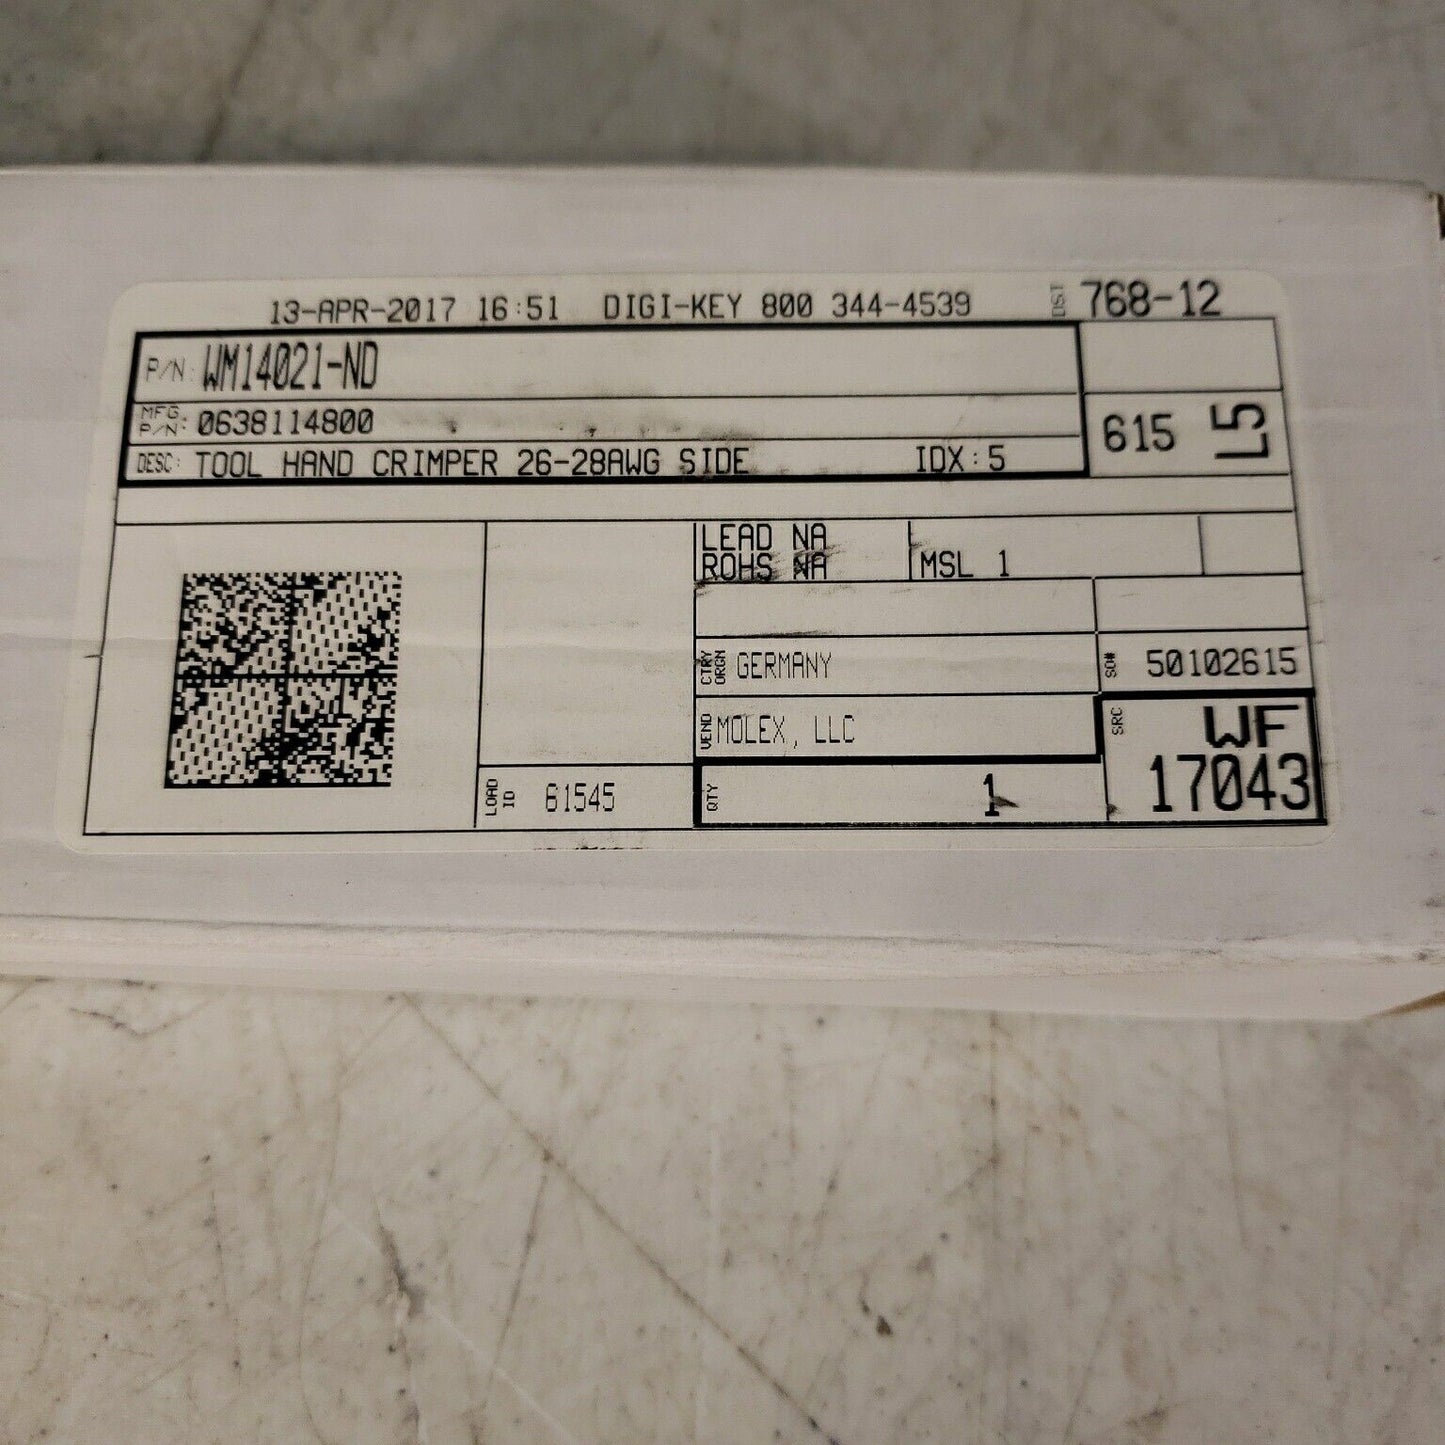 13-APR-2017 16:51 DIGI-KEY 800 344-4539 DIST 768-12
P/N: WM14021-ND
MFG P/N: 0638114800
DESC: TOOL HAND CRIMPER 26-28AWG SIDE IDX:5
615 L5
LEAD NA
ROHS NA
MSL 1
CTRY ORGN GERMANY
SO# 50102615
VEND MOLEX, LLC
SRC WF
17043
LOAD ID 61545
QTY 1